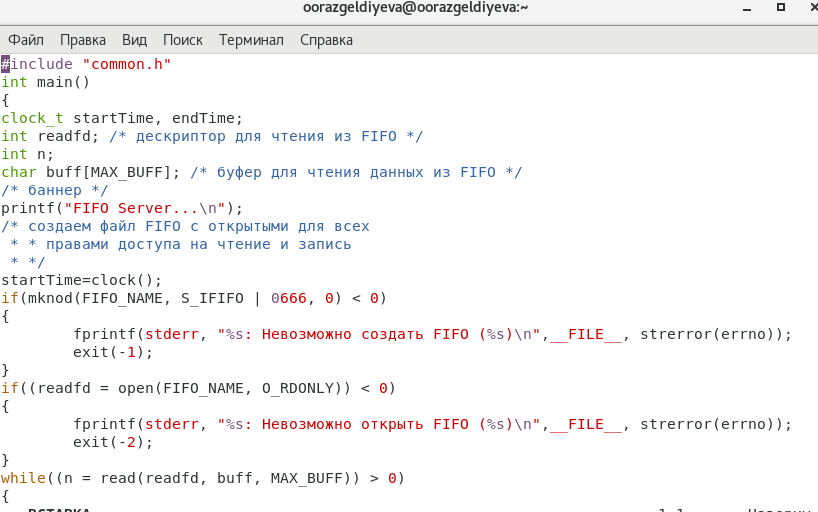 oorazgeldiyeva@oorazgeldiyeva:~
Файл Правка Вид Поиск Терминал Справка
#include "common.h"
int main()
{
clock_t startTime, endTime;
int readfd; /* дескриптор для чтения из FIFO */
int n;
char buff[MAX_BUFF]; /* буфер для чтения данных из FIFO */
/* баннер */
printf("FIFO Server...\n");
/* создаем файл FIFO с открытыми для всех
 * * правами доступа на чтение и запись
 * */
startTime=clock();
if(mknod(FIFO_NAME, S_IFIFO | 0666, 0) < 0)
{
        fprintf(stderr, "%s: Невозможно создать FIFO (%s)\n",__FILE__, strerror(errno));
        exit(-1);
}
if((readfd = open(FIFO_NAME, O_RDONLY)) < 0)
{
        fprintf(stderr, "%s: Невозможно открыть FIFO (%s)\n",__FILE__, strerror(errno));
        exit(-2);
}
while((n = read(readfd, buff, MAX_BUFF)) > 0)
{
ВСТАВКА